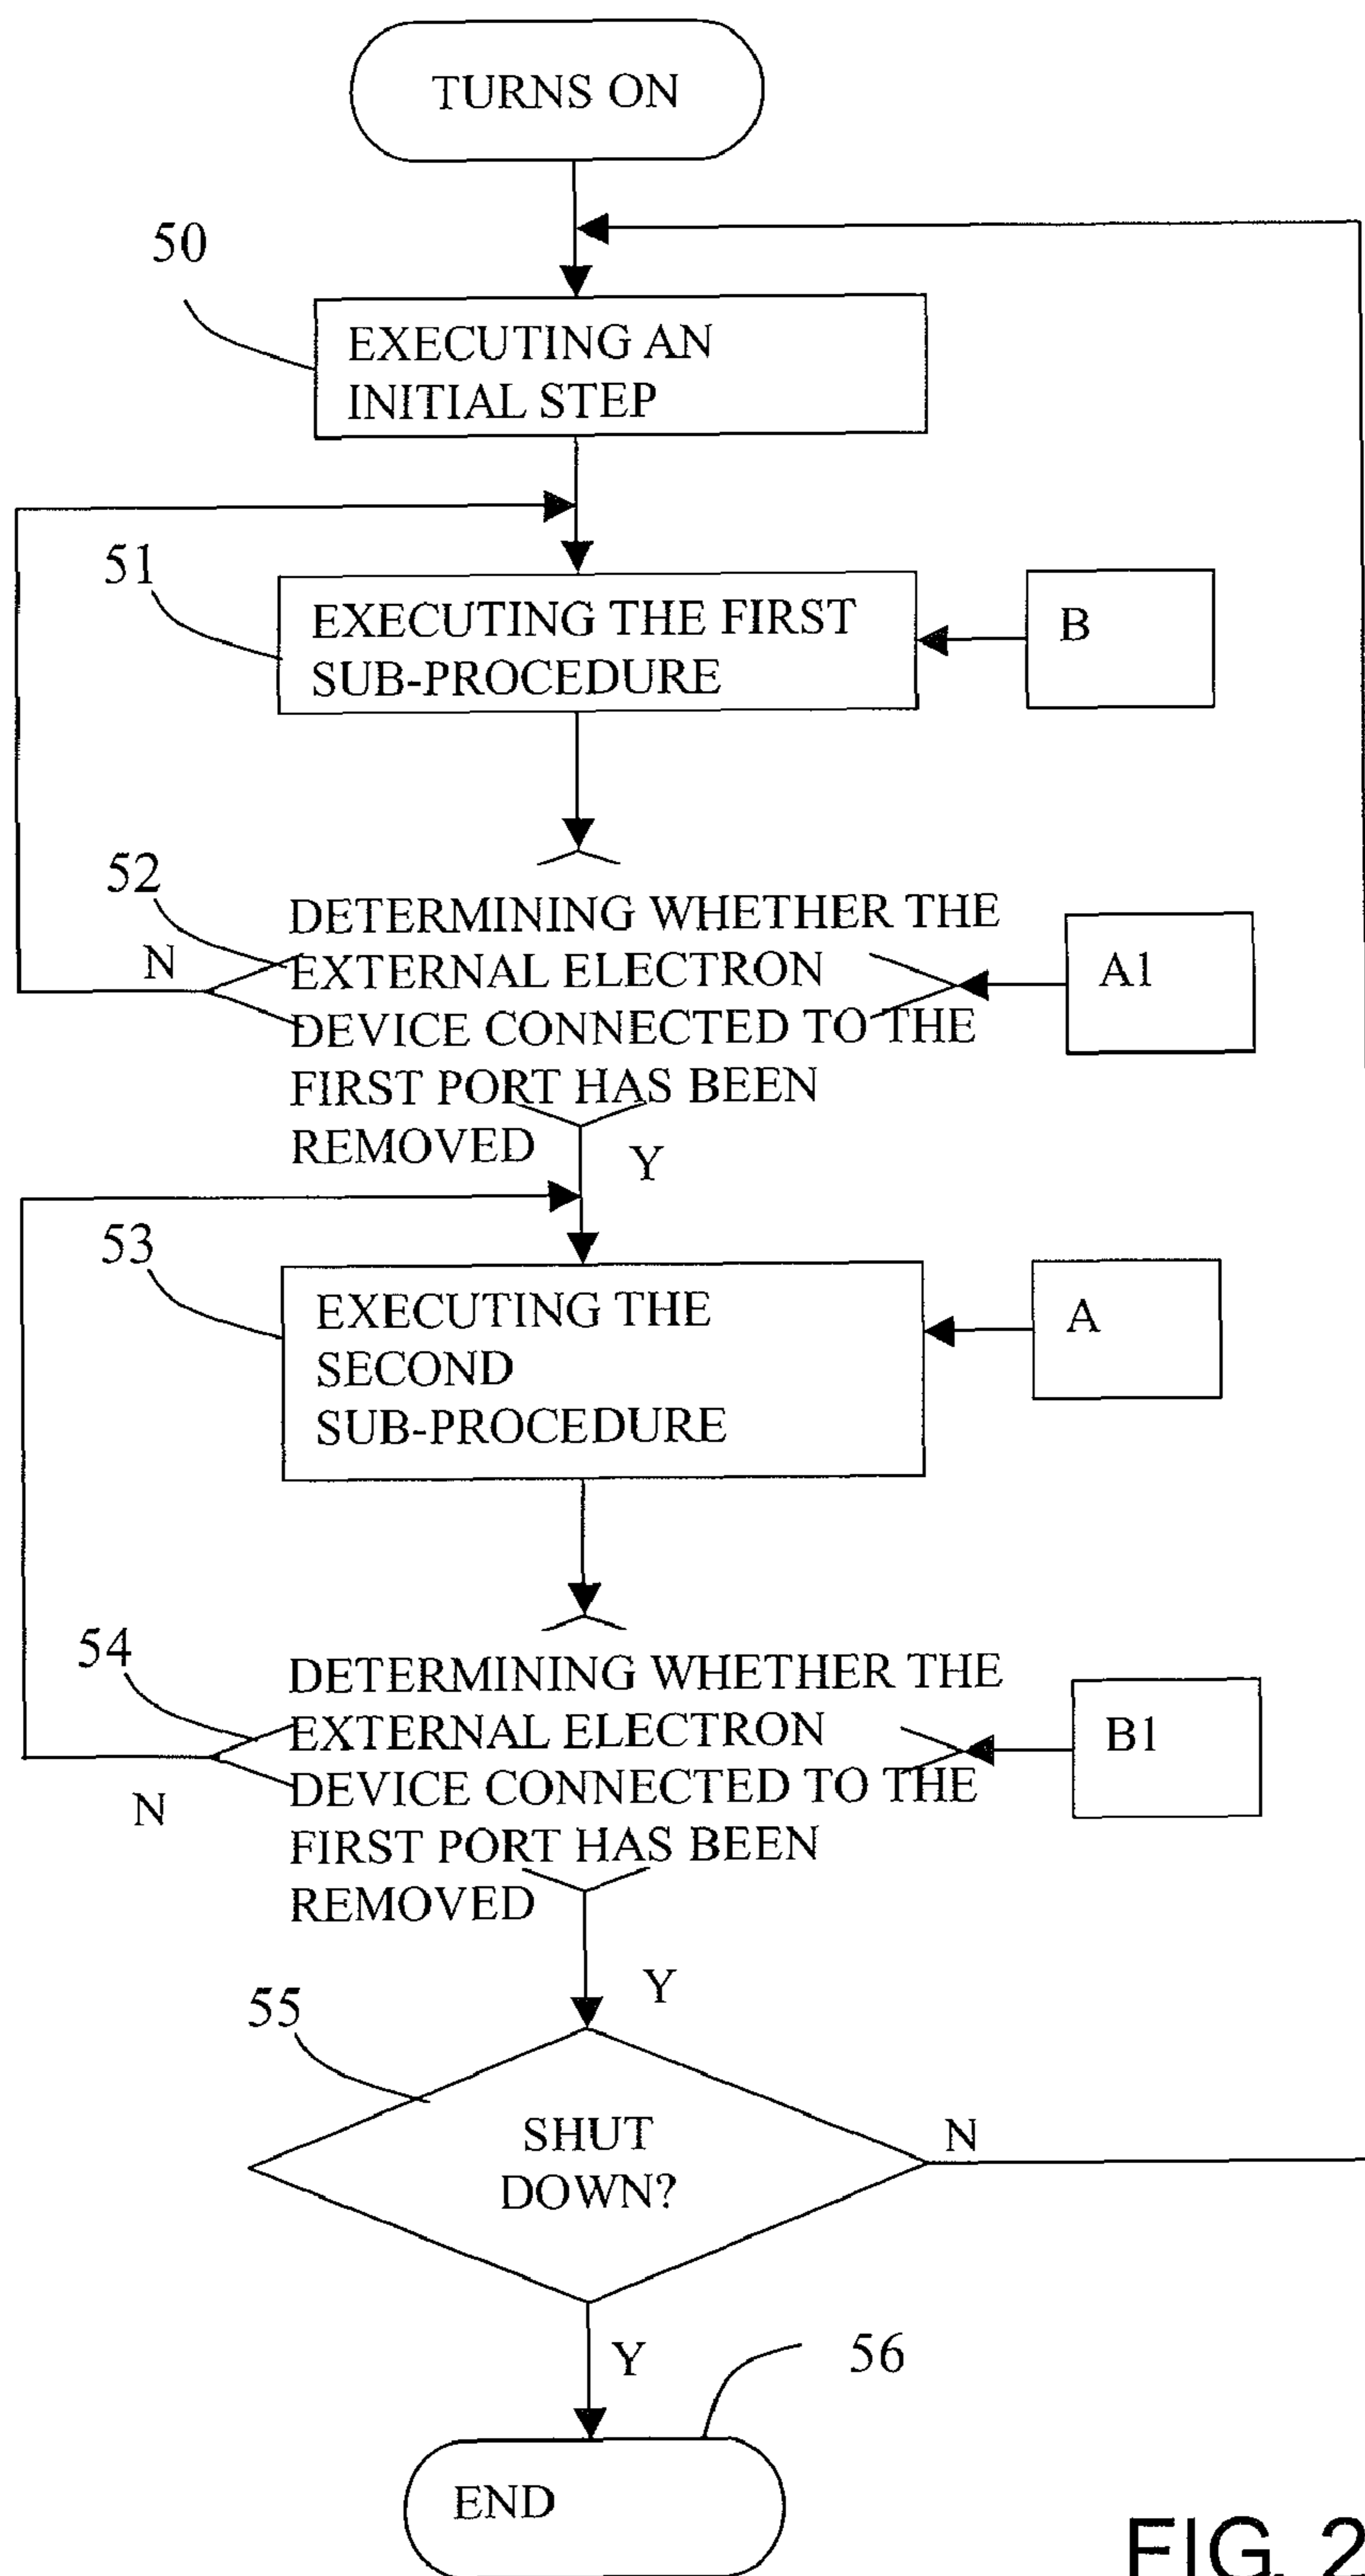 TURNS ON
50
EXECUTING AN
INITIAL STEP
51
EXECUTING THE FIRST
SUB-PROCEDURE
B
52
N
DETERMINING WHETHER THE
EXTERNAL ELECTRON
DEVICE CONNECTED TO THE
FIRST PORT HAS BEEN
REMOVED
A1
Y
53
EXECUTING THE
SECOND
SUB-PROCEDURE
A
54
N
DETERMINING WHETHER THE
EXTERNAL ELECTRON
DEVICE CONNECTED TO THE
FIRST PORT HAS BEEN
REMOVED
B1
Y
55
SHUT
DOWN?
N
Y
56
END
FIG. 2